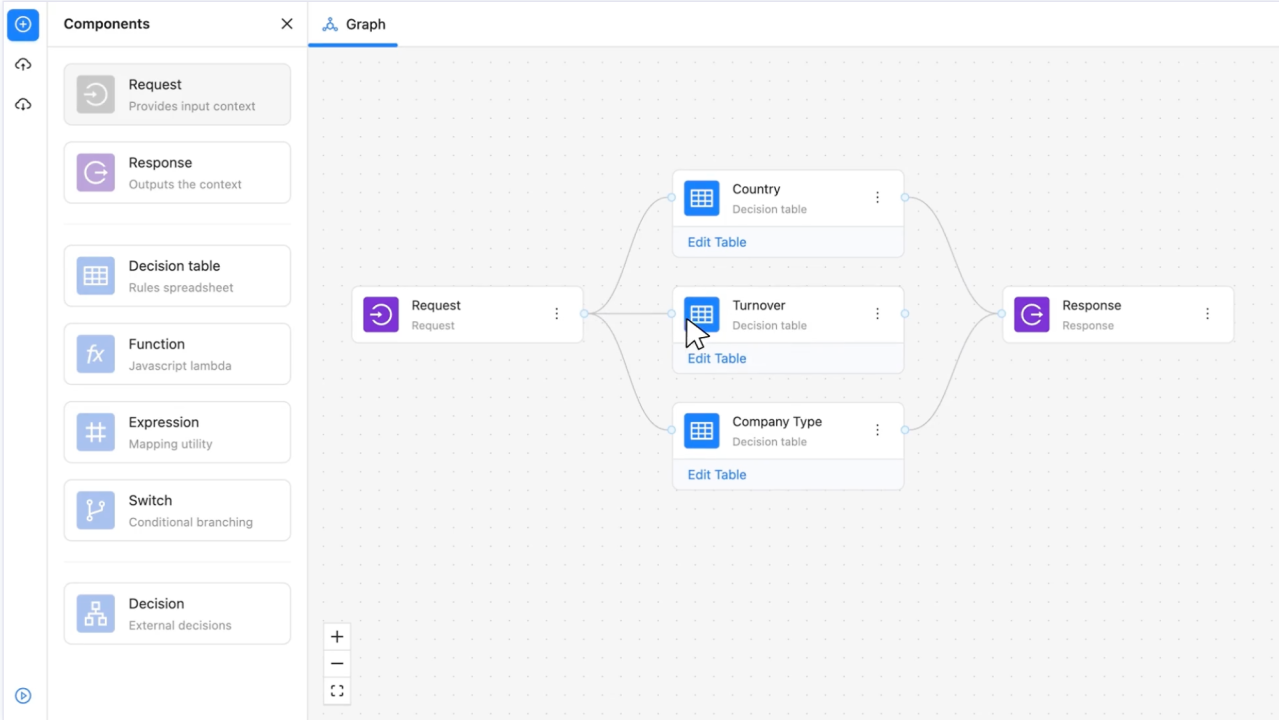 Components
Graph
Request
Provides input context
Response
Outputs the context
Decision table
Rules spreadsheet
Function
Javascript lambda
Expression
Mapping utility
Switch
Conditional branching
Decision
External decisions
Request
Request
Country
Decision table
Edit Table
Turnover
Decision table
Edit Table
Company Type
Decision table
Edit Table
Response
Response